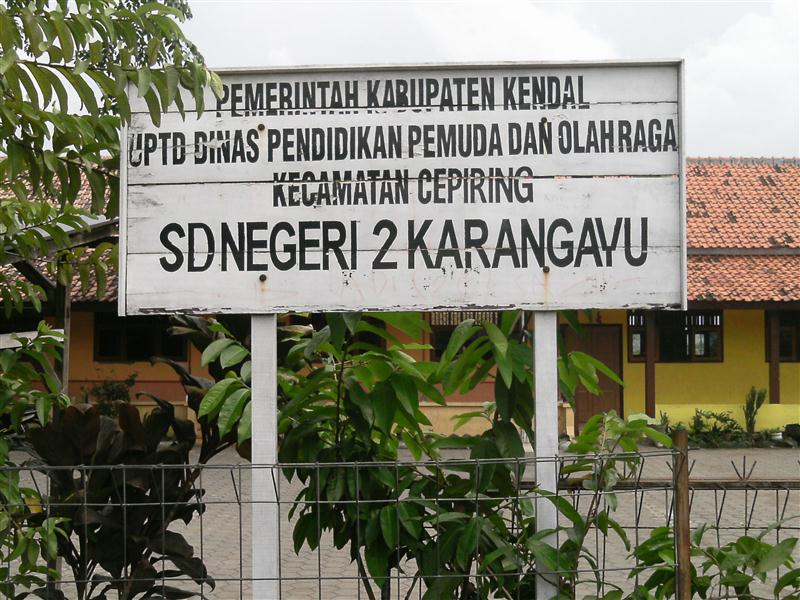 PEMERINTAH KABUPATEN KENDAL
UPTD DINAS PENDIDIKAN PEMUDA DAN OLAHRAGA
KECAMATAN CEPIRING
SD NEGERI 2 KARANGAYU